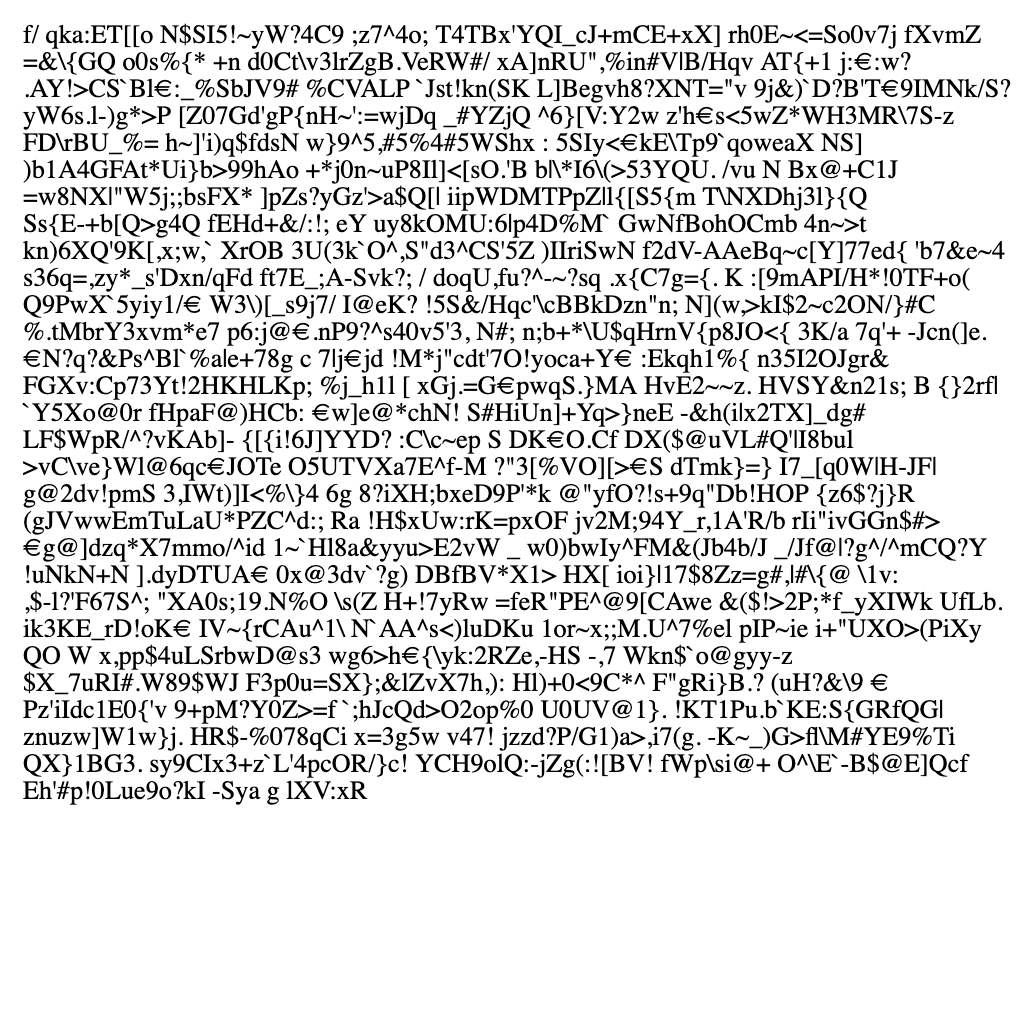 f/ qka:ET[[o N$SI5!~yW?4C9 ;z7^4o; T4TBx'YQI_cJ+mCE+xX] rh0E~<=So0v7j fXvmZ
=&\{GQ o0s%{* +n d0Ct\v3lrZgB.VeRW#/ xA]nRU",%in#V|B/Hqv AT{+1 j:€:w?
.AY!>CS`Bl€:_%SbJV9# %CVALP `Jst!kn(SK L]Begvh8?XNT="v 9j&)`D?B'T€9IMNk/S?
yW6s.l-)g*>P [Z07Gd'gP{nH~':=wjDq _#YZjQ ^6}[V:Y2w z'h€s<5wZ*WH3MR\7S-z
FD\rBU_%= h~]'i)q$fdsN w}9^5,#5%4#5WShx : 5SIy<€kE\Tp9`qoweaX NS]
)b1A4GFAt*Ui}b>99hAo +*j0n~uP8Il]<[sO.'B b|\*I6\(>53YQU. /vu N Bx@+C1J
=w8NX|"W5j;;bsFX* ]pZs?yGz'>a$Q[| iipWDMTPpZ|l{[S5{m T\NXDhj3l}{Q
Ss{E-+b[Q>g4Q fEHd+&/:!; eY uy8kOMU:6|p4D%M` GwNfBohOCmb 4n~>t
kn)6XQ'9K[,x;w,` XrOB 3U(3k`O^,S"d3^CS'5Z )IIriSwN f2dV-AAeBq~c[Y]77ed{ 'b7&e~4
s36q=,zy*_s'Dxn/qFd ft7E_;A-Svk?; / doqU,fu?^-~?sq .x{C7g={. K :[9mAPI/H*!0TF+o(
Q9PwX`5yiy1/€ W3\)[_s9j7/ I@eK? !5S&/Hqc'\cBBkDzn"n; N](w,>kI$2~c2ON/}#C
%.tMbrY3xvm*e7 p6:j@€.nP9?^s40v5'3, N#; n;b+*\U$qHrnV{p8JO<{ 3K/a 7q'+ -Jcn(]e.
€N?q?&Ps^Bl`%ale+78g c 7|j€jd !M*j"cdt'7O!yoca+Y€ :Ekqh1%{ n35I2OJgr&
FGXv:Cp73Yt!2HKHLKp; %j_h1l [ xGj.=G€pwqS.}MA HvE2~~z. HVSY&n21s; B {}2rf|
`Y5Xo@0r fHpaF@)HCb: €w]e@*chN! S#HiUn]+Yq>}neE -&h(i|x2TX]_dg#
LF$WpR/^?vKAb]- {[{i!6J]YYD? :C\c~ep S DK€O.Cf DX($@uVL#Q'|I8bul
>vC\ve}Wl@6qc€JOTe O5UTVXa7E^f-M ?"3[%VO][>€S dTmk}=} I7_[q0W|H-JF|
g@2dv!pmS 3,IWt)]I<%\}4 6g 8?iXH;bxeD9P'*k @"yfO?!s+9q"Db!HOP {z6$?j}R
(gJVwwEmTuLaU*PZC^d:; Ra !H$xUw:rK=pxOF jv2M;94Y_r,1A'R/b rIi"ivGGn$#>
€g@]dzq*X7mmo/^id 1~`Hl8a&yyu>E2vW _ w0)bwIy^FM&(Jb4b/J _/Jf@|?g^/^mCQ?Y
!uNkN+N ].dyDTUA€ 0x@3dv`?g) DBfBV*X1> HX[ ioi}|17$8Zz=g#,|#\{@ \1v:
,$-l?'F67S^; "XA0s;19.N%O \s(Z H+!7yRw =feR"PE^@9[CAwe &($!>2P;*f_yXIWk UfLb.
ik3KE_rD!oK€ IV~{rCAu^1\ N`AA^s<)luDKu 1or~x;;M.U^7%el pIP~ie i+"UXO>(PiXy
QO W x,pp$4uLSrbwD@s3 wg6>h€{\yk:2RZe,-HS -,7 Wkn$`o@gyy-z
$X_7uRI#.W89$WJ F3p0u=SX};&lZvX7h,): Hl)+0<9C*^ F"gRi}B.? (uH?&\9 €
Pz'iIdc1E0{'v 9+pM?Y0Z>=f`;hJcQd>O2op%0 U0UV@1}. !KT1Pu.b`KE:S{GRfQG|
znuzw]W1w}j. HR$-%078qCi x=3g5w v47! jzzd?P/G1)a>,i7(g. -K~_)G>fl\M#YE9%Ti
QX}1BG3. sy9CIx3+z`L'4pcOR/}c! YCH9olQ:-jZg(:![BV! fWp\si@+ O^\E`-B$@E]Qcf
Eh'#p!0Lue9o?kI -Sya g lXV:xR